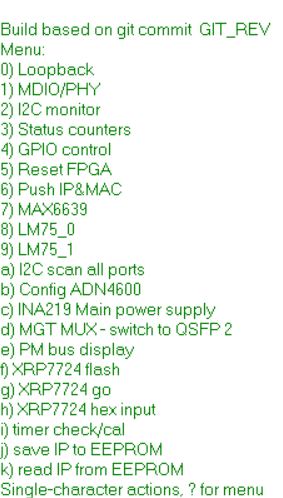 Build based on git commit  GIT_REV
Menu:
0) Loopback
1) MDIO/PHY
2) I2C monitor
3) Status counters
4) GPIO control
5) Reset FPGA
6) Push IP&MAC
7) MAX6639
8) LM75_0
9) LM75_1
a) I2C scan all ports
b) Config ADN4600
c) INA219 Main power supply
d) MGT MUX - switch to QSFP 2
e) PM bus display
f) XRP7724 flash
g) XRP7724 go
h) XRP7724 hex input
i) timer check/cal
j) save IP to EEPROM
k) read IP from EEPROM
Single-character actions, ? for menu